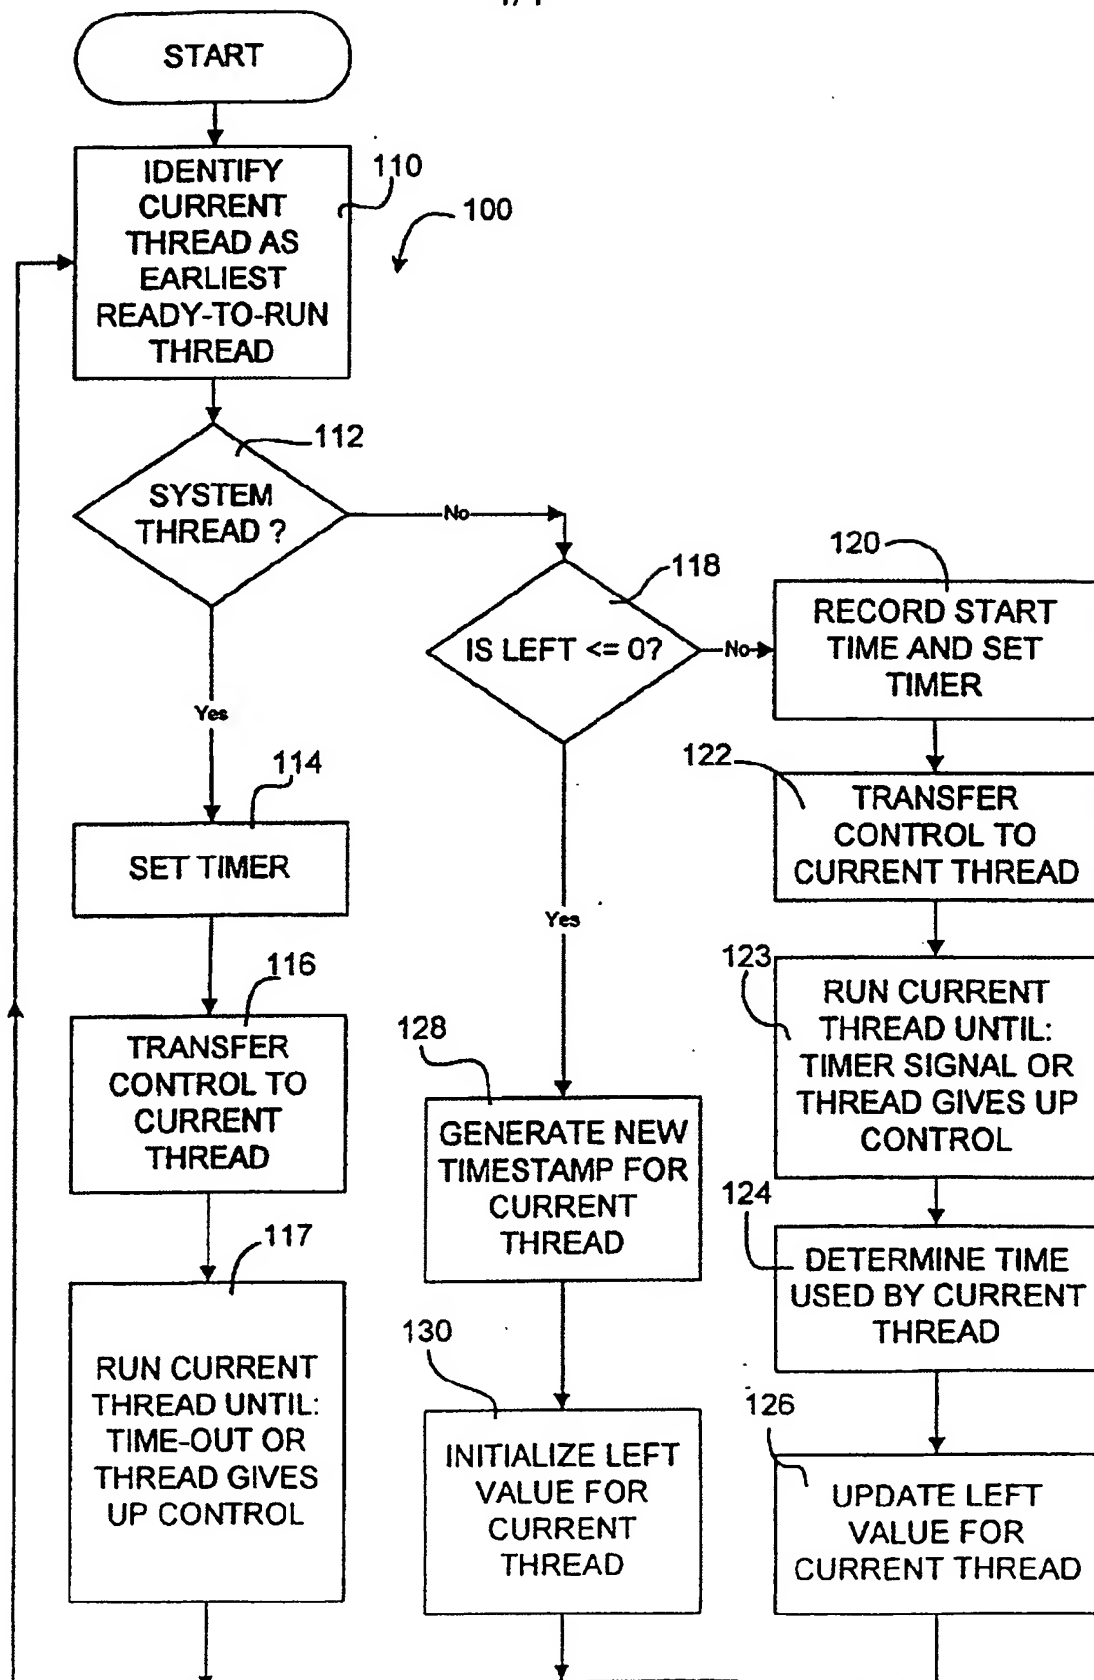 START
IDENTIFY
CURRENT
THREAD AS
EARLIEST
READY-TO-RUN
THREAD
110
100
112
SYSTEM
THREAD ?
No
Yes
118
IS LEFT <= 0?
No
Yes
120
RECORD START
TIME AND SET
TIMER
122
TRANSFER
CONTROL TO
CURRENT THREAD
114
SET TIMER
116
TRANSFER
CONTROL TO
CURRENT
THREAD
123
RUN CURRENT
THREAD UNTIL:
TIMER SIGNAL OR
THREAD GIVES UP
CONTROL
128
GENERATE NEW
TIMESTAMP FOR
CURRENT
THREAD
124
DETERMINE TIME
USED BY CURRENT
THREAD
117
RUN CURRENT
THREAD UNTIL:
TIME-OUT OR
THREAD GIVES
UP CONTROL
130
INITIALIZE LEFT
VALUE FOR
CURRENT
THREAD
126
UPDATE LEFT
VALUE FOR
CURRENT THREAD